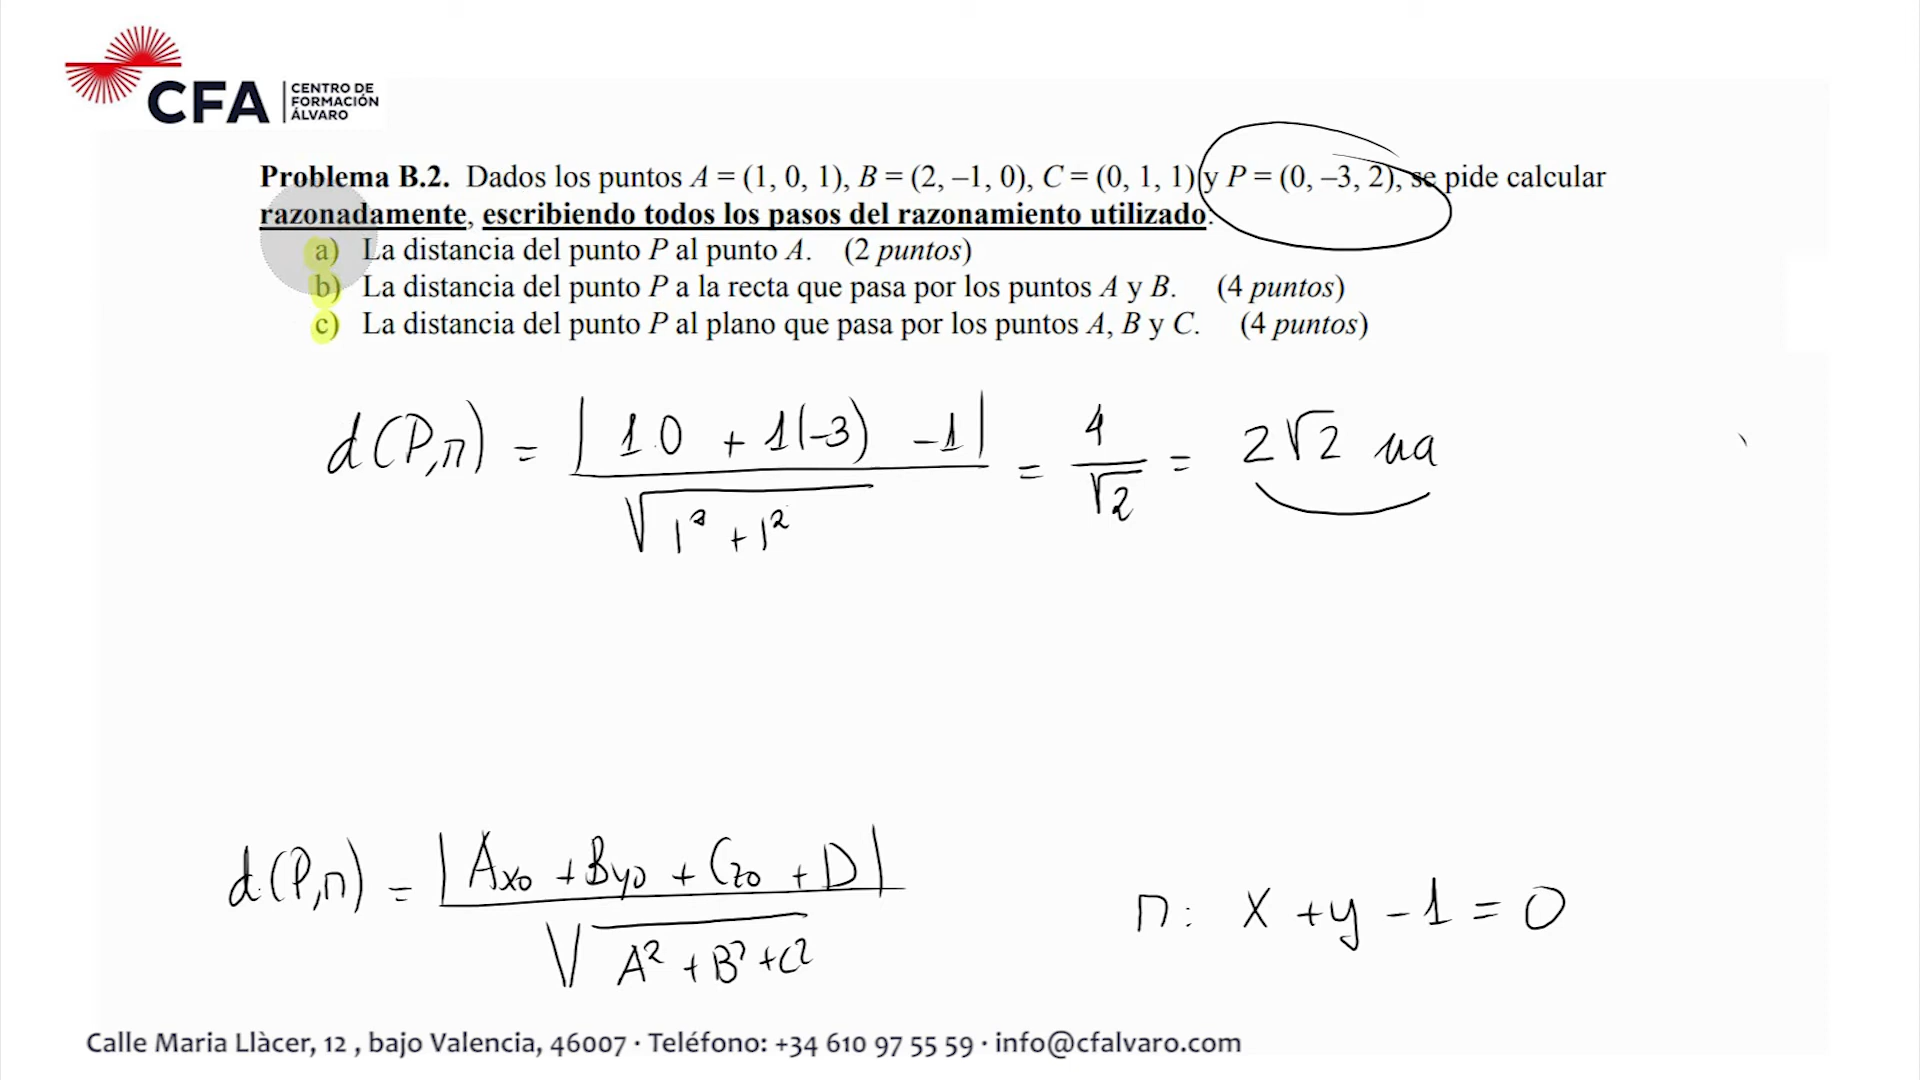 CFA CENTRO DE FORMACIÓN ÁLVARO
Problema B.2. Dados los puntos A = (1, 0, 1), B = (2, –1, 0), C = (0, 1, 1) y P = (0, –3, 2), se pide calcular
razonadamente, escribiendo todos los pasos del razonamiento utilizado:
a) La distancia del punto P al punto A. (2 puntos)
b) La distancia del punto P a la recta que pasa por los puntos A y B. (4 puntos)
c) La distancia del punto P al plano que pasa por los puntos A, B y C. (4 puntos)
d(P,π) = |1·0 + 1(-3) -1| / √(1² + 1²) = 4/√2 = 2√2 ua
d(P,π) = |Ax₀ + By₀ + Cz₀ + D| / √(A² + B² + C²)
π: x + y - 1 = 0
Calle Maria Llàcer, 12 , bajo Valencia, 46007 · Teléfono: +34 610 97 55 59 · info@cfalvaro.com